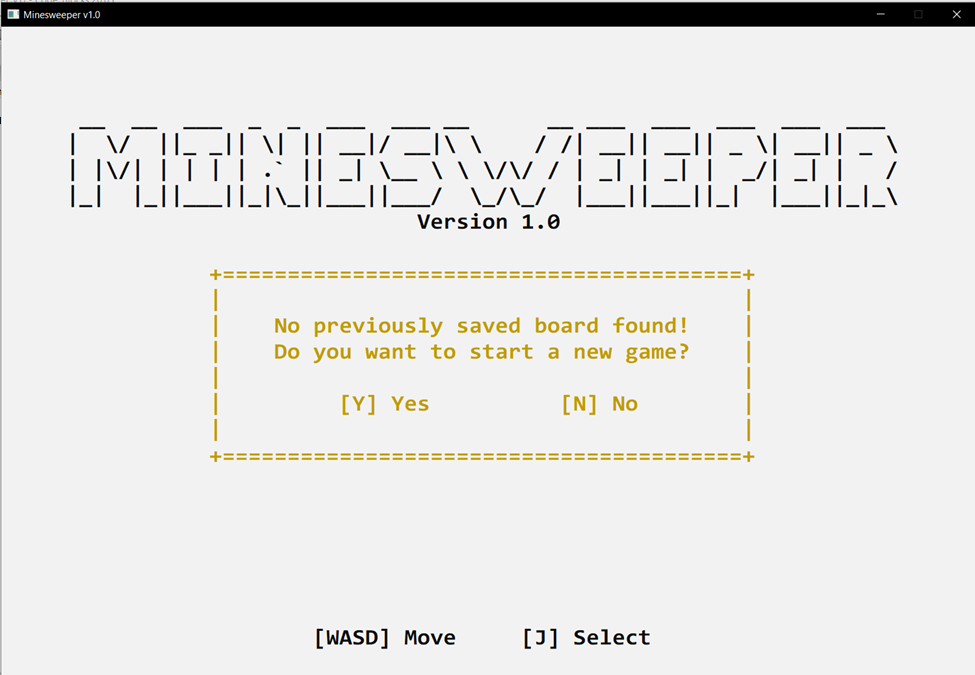 Minesweeper v1.0
MINESWEEPER
Version 1.0
No previously saved board found!
Do you want to start a new game?
[Y] Yes [N] No
[WASD] Move [J] Select